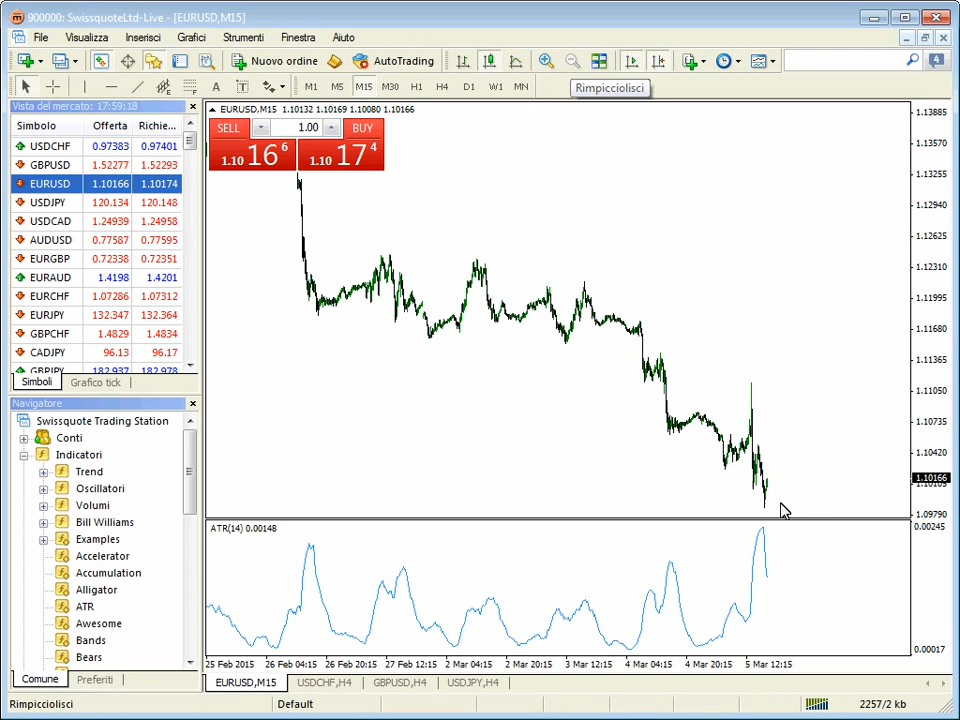 900000: SwissquoteLtd-Live - [EURUSD,M15]
File Visualizza Inserisci Grafici Strumenti Finestra Aiuto
Nuovo ordine AutoTrading 4
A T M1 M5 M15 M30 H1 H4 D1 W1 MN Rimpicciolisci
Vista del mercato: 17:59:18
Simbolo Offerta Richie...
USDCHF 0.97383 0.97401
GBPUSD 1.52277 1.52293
EURUSD 1.10166 1.10174
USDJPY 120.134 120.148
USDCAD 1.24939 1.24958
AUDUSD 0.77587 0.77595
EURGBP 0.72338 0.72351
EURAUD 1.4198 1.4201
EURCHF 1.07286 1.07312
EURJPY 132.347 132.364
GBPCHF 1.4829 1.4834
CADJPY 96.13 96.17
GBPJPY 182.937 182.978
Simboli Grafico tick
Navigatore
Swissquote Trading Station
Conti
Indicatori
Trend
Oscillatori
Volumi
Bill Williams
Examples
Accelerator
Accumulation
Alligator
ATR
Awesome
Bands
Bears
Comune Preferiti
EURUSD,M15 1.10132 1.10169 1.10080 1.10166
SELL 1.00 BUY
1.10 16 6 1.10 17 4
1.13885
1.13570
1.13255
1.12940
1.12625
1.12310
1.11995
1.11680
1.11365
1.11050
1.10735
1.10420
1.10166
1.10105
1.09790
ATR(14) 0.00148
0.00245
0.00017
25 Feb 2015 26 Feb 04:15 26 Feb 20:15 27 Feb 12:15 2 Mar 04:15 2 Mar 20:15 3 Mar 12:15 4 Mar 04:15 4 Mar 20:15 5 Mar 12:15
EURUSD,M15 USDCHF,H4 GBPUSD,H4 USDJPY,H4
Rimpicciolisci Default 2257/2 kb